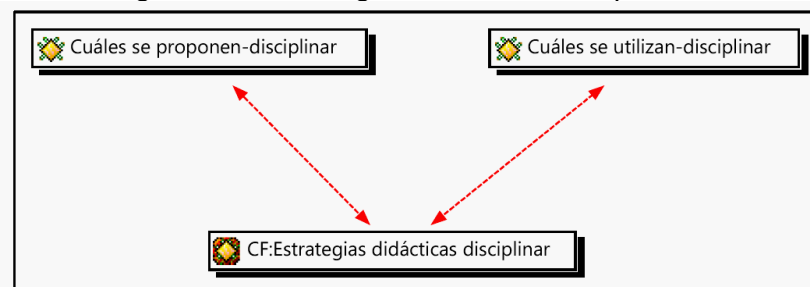 Cuáles se proponen-disciplinar
Cuáles se utilizan-disciplinar
CF:Estrategias didácticas disciplinar